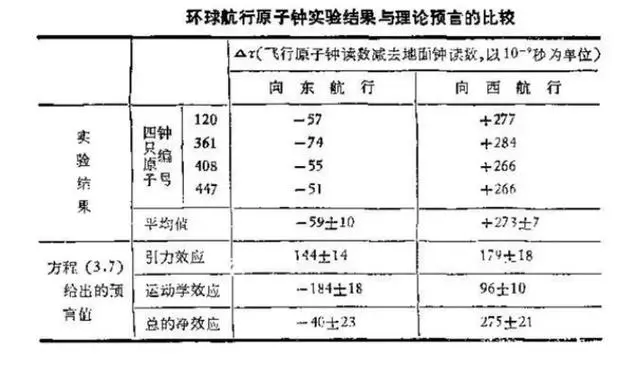 环球航行原子钟实验结果与理论预言的比较
Δτ(飞行原子钟读数减去地面钟读数,以10⁻⁹秒为单位)
向东航行 向西航行
实验结果 四只原子钟编号 120 -57 +277
361 -74 +284
408 -55 +266
447 -51 +266
平均值 -59±10 +273±7
方程(3.7)给出的预言值 引力效应 144±14 179±18
运动学效应 -184±18 96±10
总的净效应 -40±23 275±21